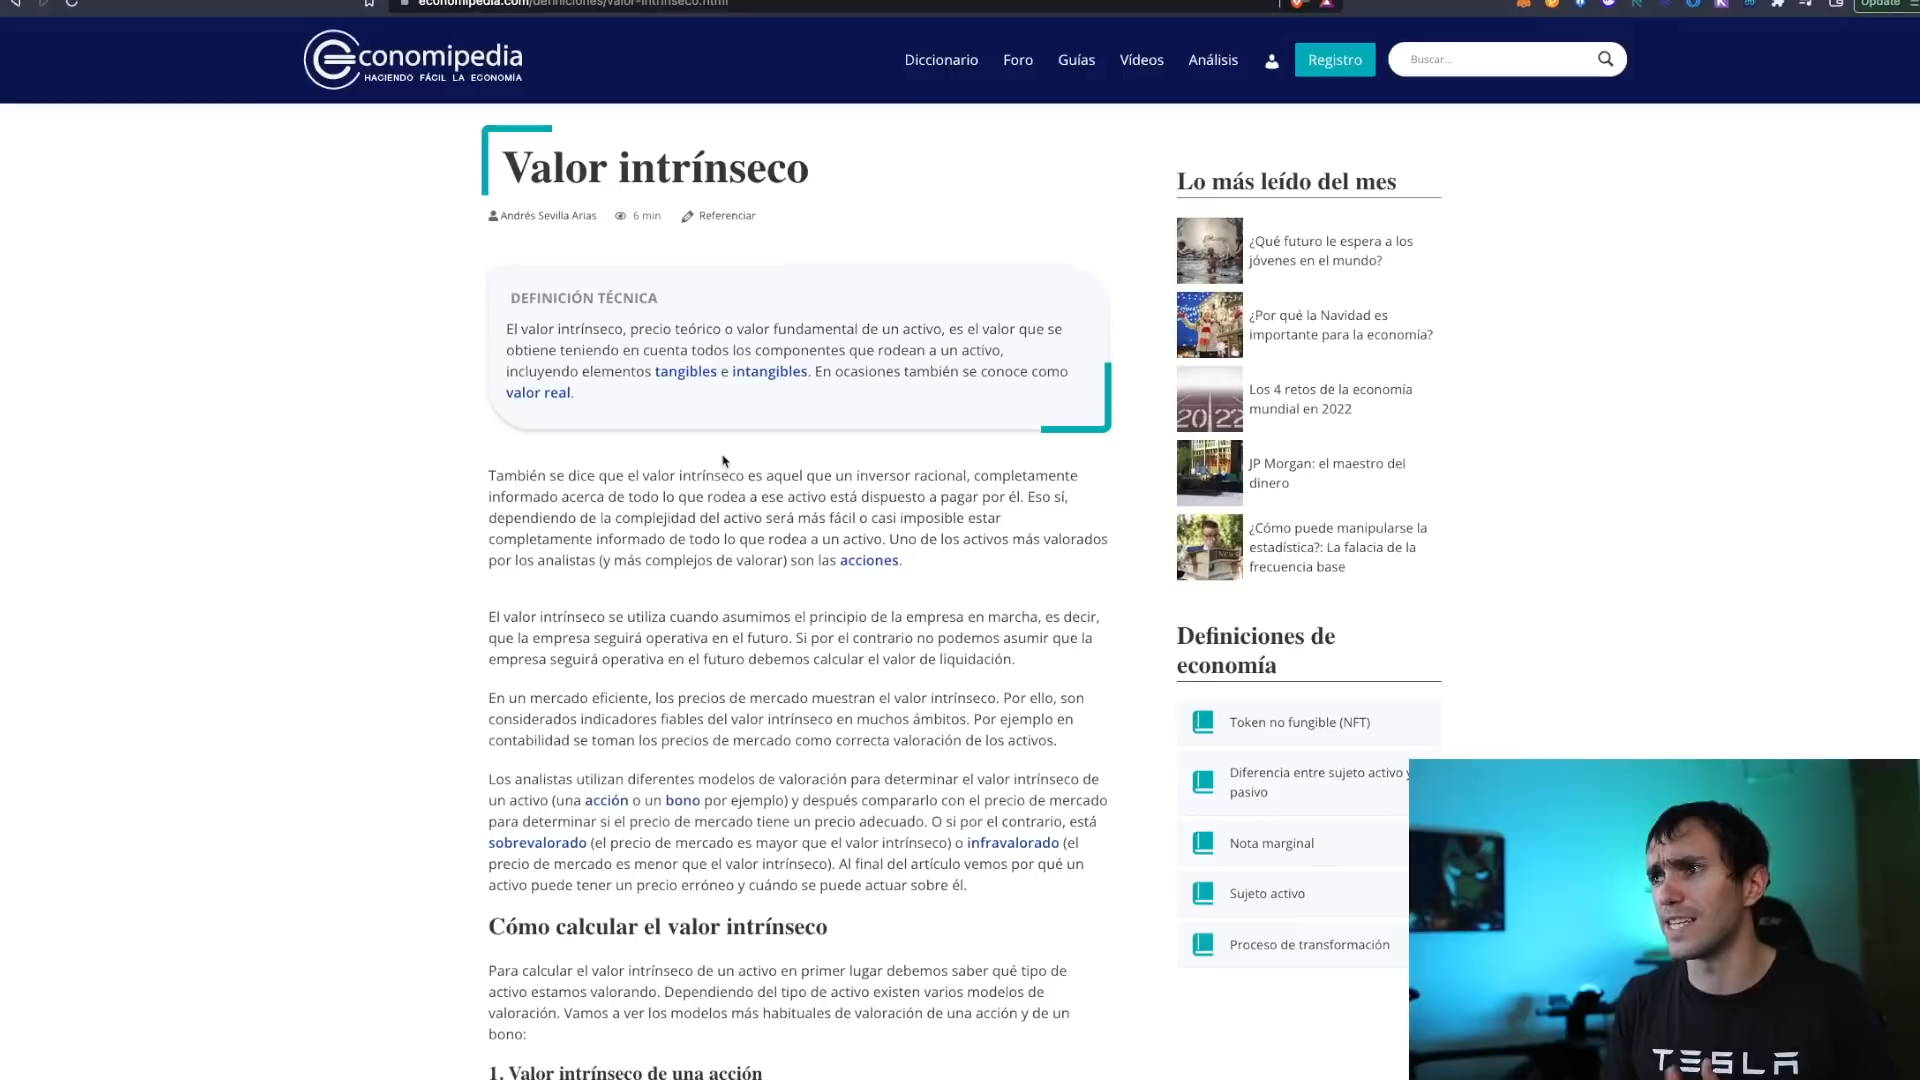 economipedia.com/definiciones/valor-intrinseco.html
Update
conomipedia
HACIENDO FÁCIL LA ECONOMÍA
Diccionario
Foro
Guías
Vídeos
Análisis
Registro
Buscar...
Valor intrínseco
Andrés Sevilla Arias
6 min
Referenciar
DEFINICIÓN TÉCNICA
El valor intrínseco, precio teórico o valor fundamental de un activo, es el valor que se
obtiene teniendo en cuenta todos los componentes que rodean a un activo,
incluyendo elementos tangibles e intangibles. En ocasiones también se conoce como
valor real.
También se dice que el valor intrínseco es aquel que un inversor racional, completamente
informado acerca de todo lo que rodea a ese activo está dispuesto a pagar por él. Eso sí,
dependiendo de la complejidad del activo será más fácil o casi imposible estar
completamente informado de todo lo que rodea a un activo. Uno de los activos más valorados
por los analistas (y más complejos de valorar) son las acciones.
El valor intrínseco se utiliza cuando asumimos el principio de la empresa en marcha, es decir,
que la empresa seguirá operativa en el futuro. Si por el contrario no podemos asumir que la
empresa seguirá operativa en el futuro debemos calcular el valor de liquidación.
En un mercado eficiente, los precios de mercado muestran el valor intrínseco. Por ello, son
considerados indicadores fiables del valor intrínseco en muchos ámbitos. Por ejemplo en
contabilidad se toman los precios de mercado como correcta valoración de los activos.
Los analistas utilizan diferentes modelos de valoración para determinar el valor intrínseco de
un activo (una acción o un bono por ejemplo) y después compararlo con el precio de mercado
para determinar si el precio de mercado tiene un precio adecuado. O si por el contrario, está
sobrevalorado (el precio de mercado es mayor que el valor intrínseco) o infravalorado (el
precio de mercado es menor que el valor intrínseco). Al final del artículo vemos por qué un
activo puede tener un precio erróneo y cuándo se puede actuar sobre él.
Cómo calcular el valor intrínseco
Para calcular el valor intrínseco de un activo en primer lugar debemos saber qué tipo de
activo estamos valorando. Dependiendo del tipo de activo existen varios modelos de
valoración. Vamos a ver los modelos más habituales de valoración de una acción y de un
bono:
1. Valor intrínseco de una acción
Lo más leído del mes
¿Qué futuro le espera a los
jóvenes en el mundo?
¿Por qué la Navidad es
importante para la economía?
2022
Los 4 retos de la economía
mundial en 2022
JP Morgan: el maestro del
dinero
NEWS
¿Cómo puede manipularse la
estadística?: La falacia de la
frecuencia base
Definiciones de
economía
Token no fungible (NFT)
Diferencia entre sujeto activo y
pasivo
Nota marginal
Sujeto activo
Proceso de transformación
TESLA